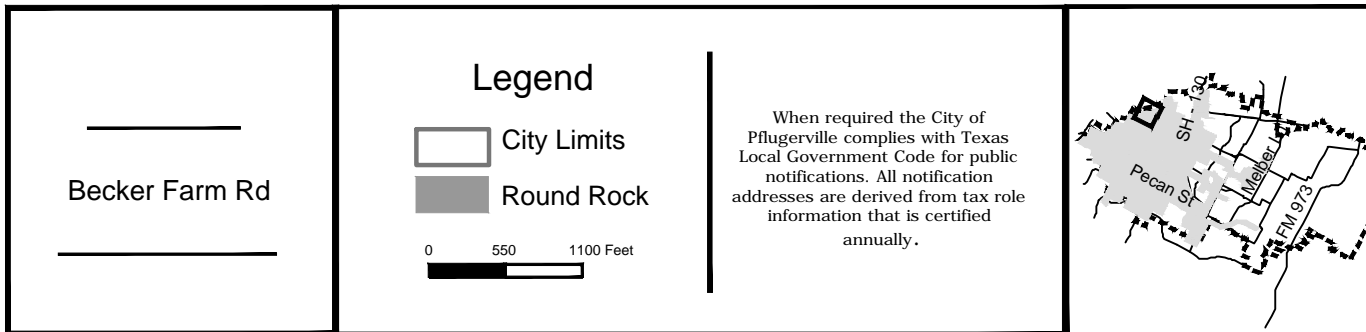 Becker Farm Rd
Legend
City Limits
Round Rock
0 550 1100 Feet
When required the City of
Pflugerville complies with Texas
Local Government Code for public
notifications. All notification
addresses are derived from tax role
information that is certified
annually.
SH - 130
Pecan S
Melber L
FM 973